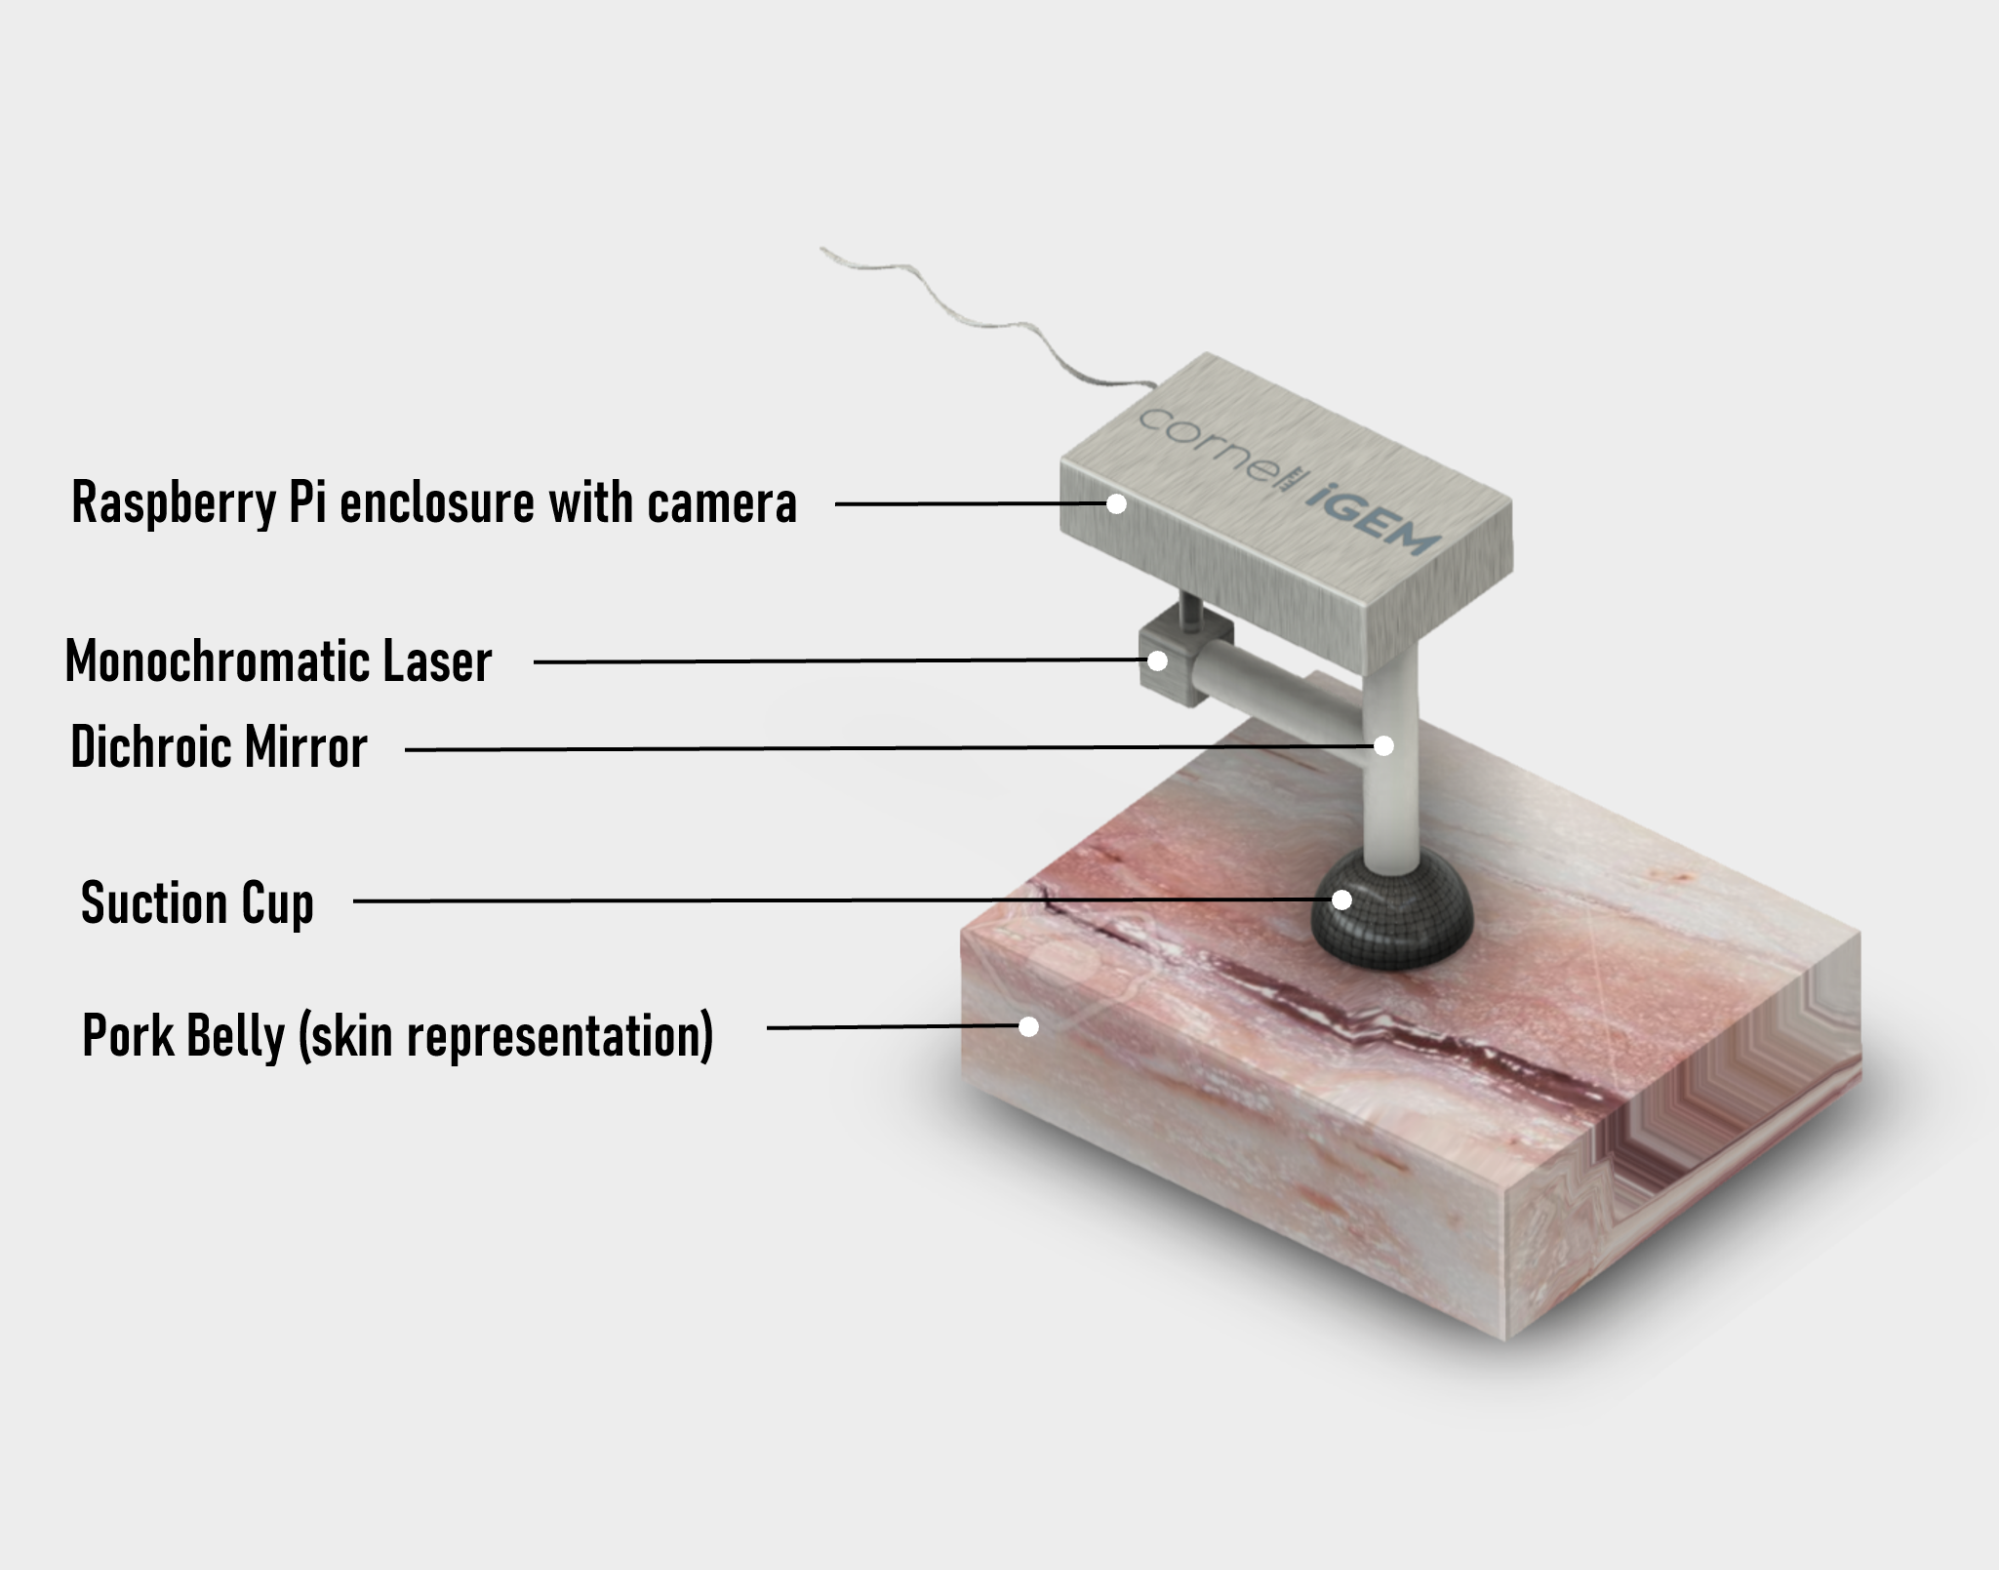 cornell
iGEM
Raspberry Pi enclosure with camera
Monochromatic Laser
Dichroic Mirror
Suction Cup
Pork Belly (skin representation)